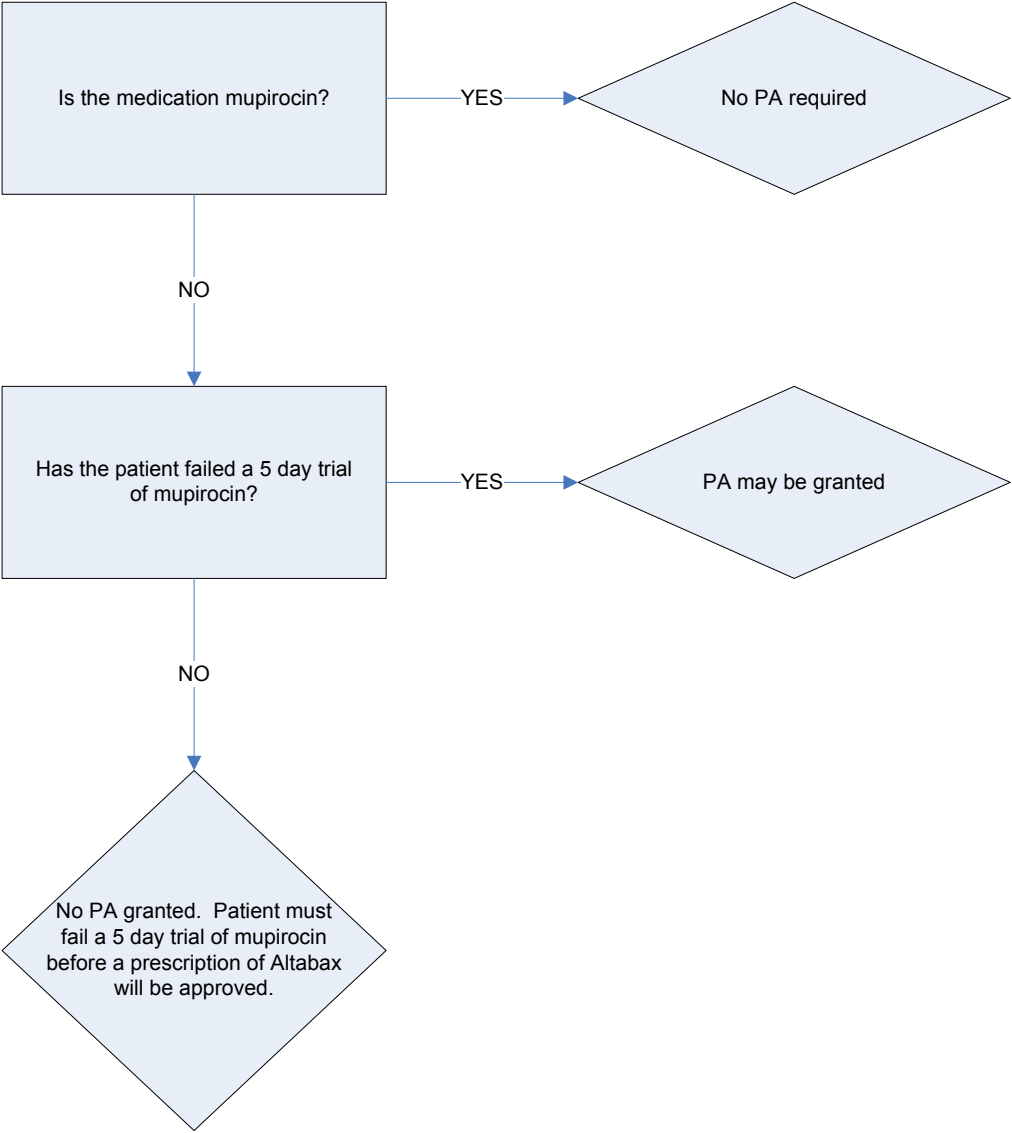 Is the medication mupirocin?
YES
No PA required
NO
Has the patient failed a 5 day trial
of mupirocin?
YES
PA may be granted
NO
No PA granted.  Patient must
fail a 5 day trial of mupirocin
before a prescription of Altabax
will be approved.